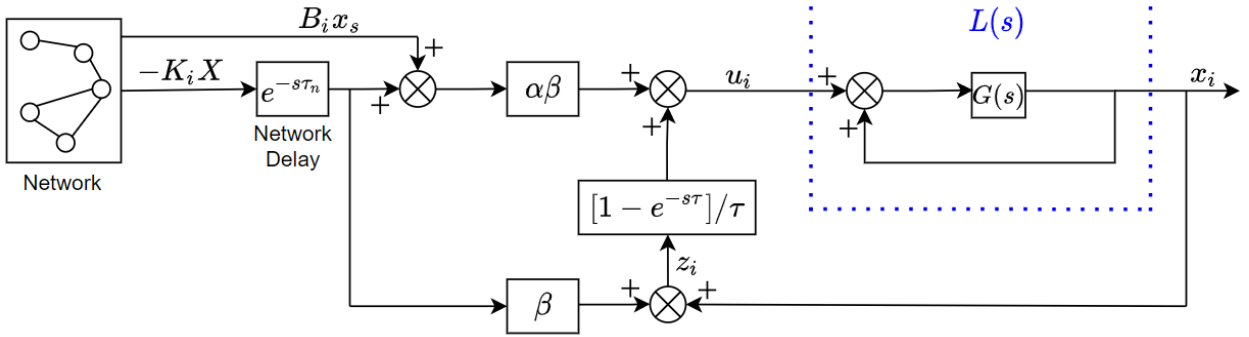 B_i x_s
L(s)
-K_i X
e^{-sτ_n}
+
+
αβ
+
u_i
+
G(s)
x_i
Network
Delay
Network
+
+
[1 − e^{-sτ}]/τ
z_i
β
+
+